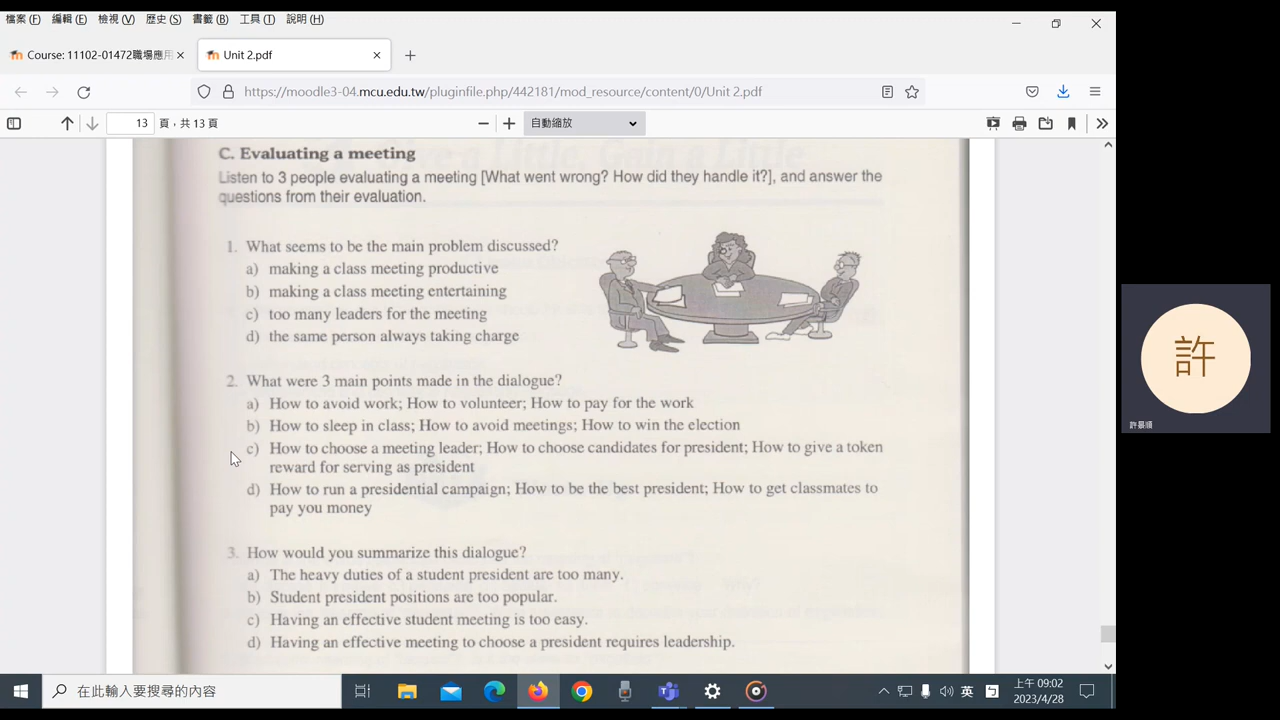 檔案 (F) 編輯 (E) 檢視 (V) 歷史 (S) 書籤 (B) 工具 (T) 說明 (H)
Course: 11102-01472職場應用
Unit 2.pdf
https://moodle3-04.mcu.edu.tw/pluginfile.php/442181/mod_resource/content/0/Unit 2.pdf
13 頁，共 13 頁
自動縮放
C. Evaluating a meeting
Listen to 3 people evaluating a meeting [What went wrong? How did they handle it?], and answer the
questions from their evaluation.
1. What seems to be the main problem discussed?
a) making a class meeting productive
b) making a class meeting entertaining
c) too many leaders for the meeting
d) the same person always taking charge
2. What were 3 main points made in the dialogue?
a) How to avoid work; How to volunteer; How to pay for the work
b) How to sleep in class; How to avoid meetings; How to win the election
c) How to choose a meeting leader; How to choose candidates for president; How to give a token
reward for serving as president
d) How to run a presidential campaign; How to be the best president; How to get classmates to
pay you money
3. How would you summarize this dialogue?
a) The heavy duties of a student president are too many.
b) Student president positions are too popular.
c) Having an effective student meeting is too easy.
d) Having an effective meeting to choose a president requires leadership.
許
許景順
在此輸入要搜尋的內容
英
上午 09:02
2023/4/28